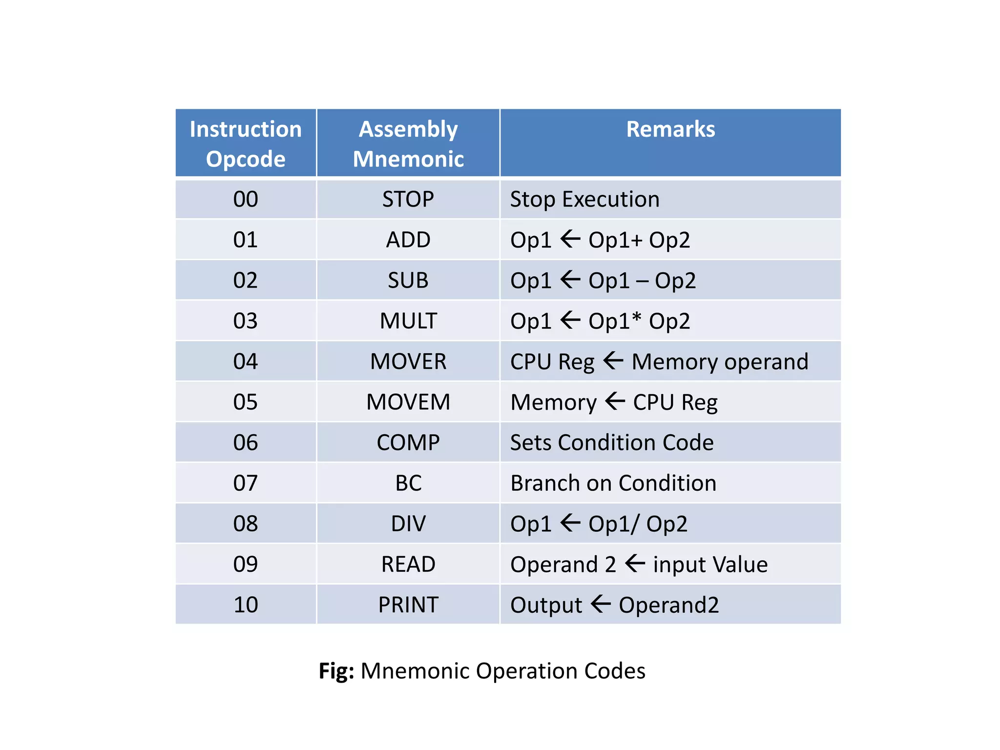 Instruction Opcode Assembly Mnemonic Remarks
00 STOP Stop Execution
01 ADD Op1 ← Op1+ Op2
02 SUB Op1 ← Op1 – Op2
03 MULT Op1 ← Op1* Op2
04 MOVER CPU Reg ← Memory operand
05 MOVEM Memory ← CPU Reg
06 COMP Sets Condition Code
07 BC Branch on Condition
08 DIV Op1 ← Op1/ Op2
09 READ Operand 2 ← input Value
10 PRINT Output ← Operand2
Fig: Mnemonic Operation Codes